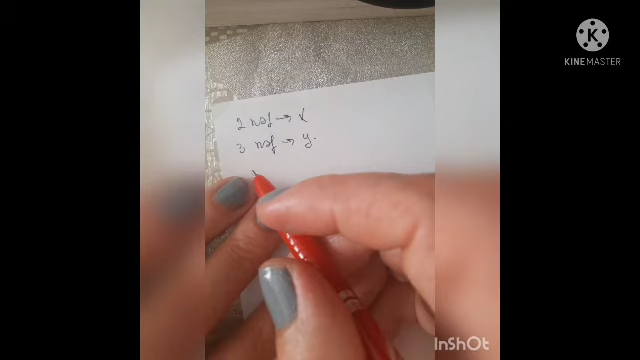 2 nəf → x
3 nəf → y.
K
KINEMASTER
InShOt